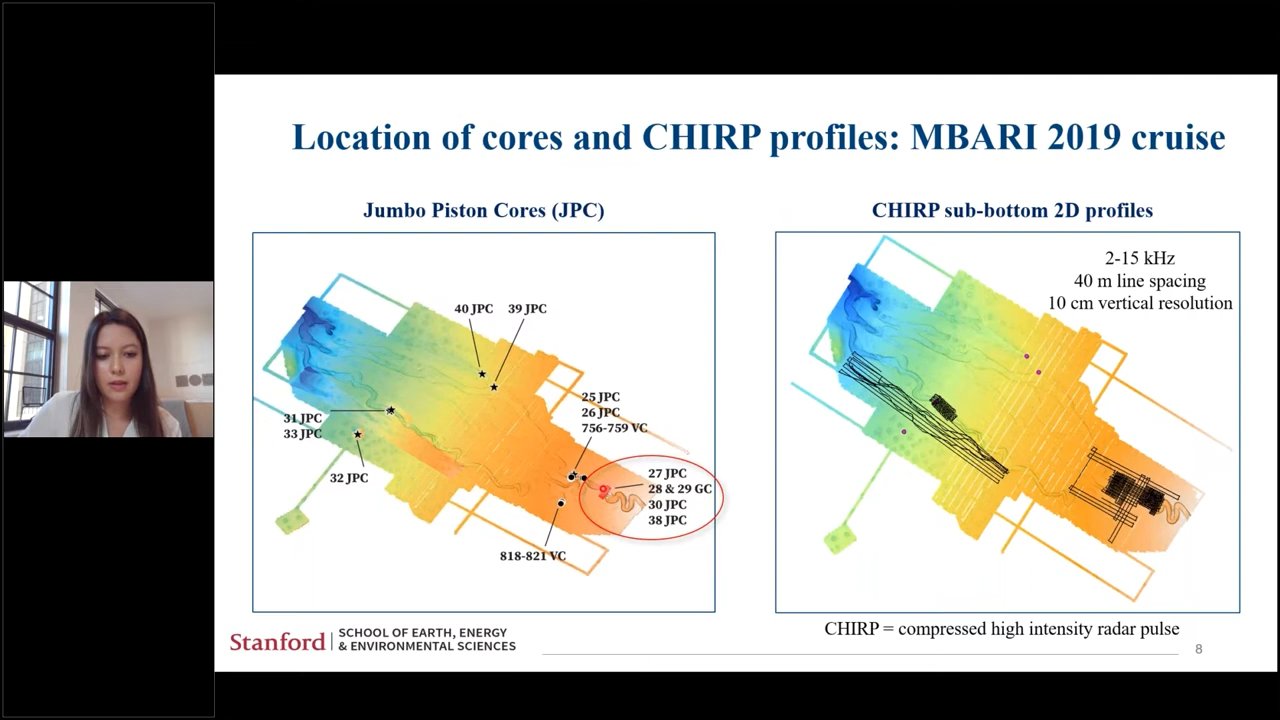 Location of cores and CHIRP profiles: MBARI 2019 cruise
Jumbo Piston Cores (JPC)
40 JPC
39 JPC
25 JPC
26 JPC
756-759 VC
31 JPC
33 JPC
32 JPC
27 JPC
28 & 29 GC
30 JPC
38 JPC
818-821 VC
CHIRP sub-bottom 2D profiles
2-15 kHz
40 m line spacing
10 cm vertical resolution
CHIRP = compressed high intensity radar pulse
Stanford
SCHOOL OF EARTH, ENERGY
& ENVIRONMENTAL SCIENCES
8